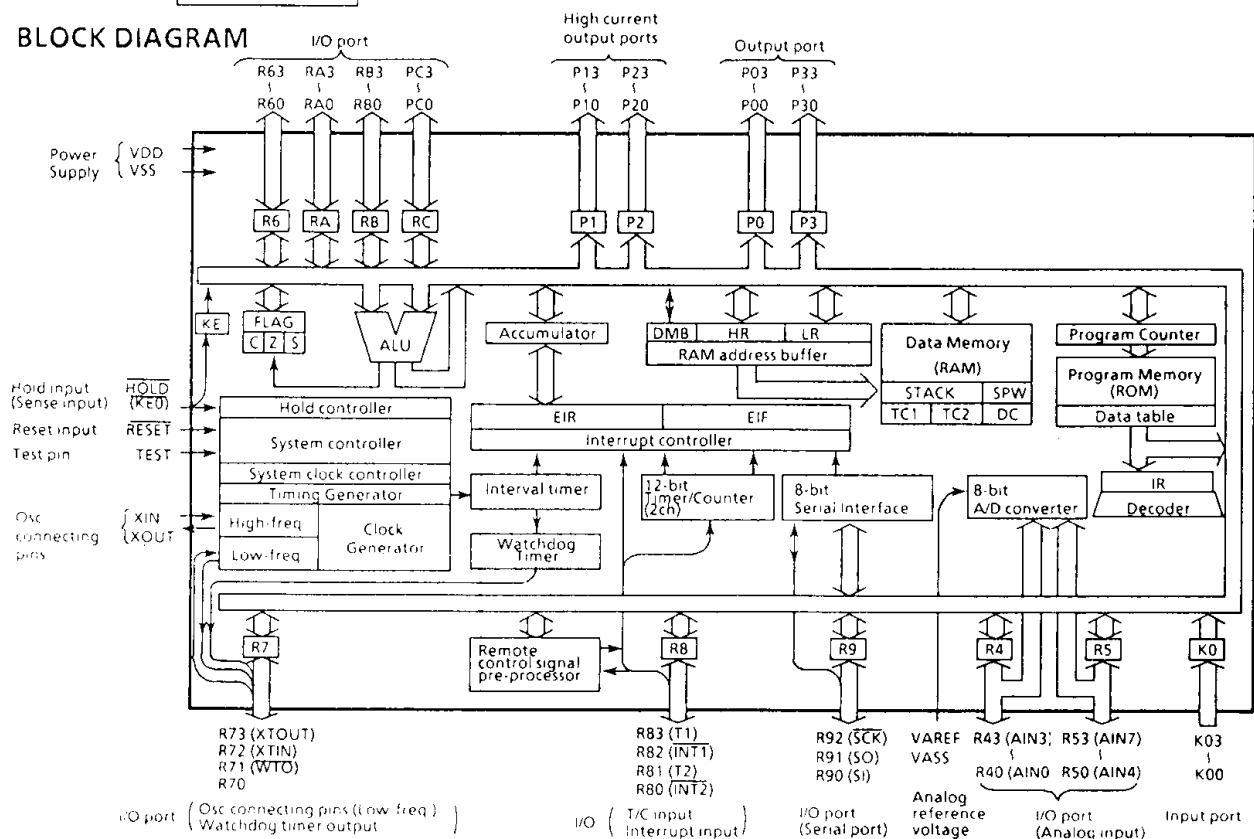 BLOCK DIAGRAM
I/O port
High current
output ports
Output port
R63 RA3 RB3 PC3 P13 P23 P03 P33
R60 RA0 RB0 PC0 P10 P20 P00 P30
Power
Supply
VDD
VSS
R6 RA RB RC P1 P2 P0 P3
KE
FLAG
C Z S
ALU
Accumulator
DMB HR LR
RAM address buffer
Data Memory
(RAM)
STACK SPW
TC1 TC2 DC
Program Counter
Program Memory
(ROM)
Data table
Hold input
(Sense input)
HOLD
(KE0)
Reset input RESET
Test pin TEST
Hold controller
System controller
System clock controller
Timing Generator
High-freq
Low-freq
Clock
Generator
Osc
connecting
pins
XIN
XOUT
EIR EIF
Interrupt controller
Interval timer
Watchdog
Timer
12-bit
Timer/Counter
(2ch)
8-bit
Serial Interface
8-bit
A/D converter
IR
Decoder
R7
Remote
control signal
pre-processor
R8 R9 R4 R5 K0
R73 (XTOUT)
R72 (XTIN)
R71 (WTO)
R70
R83 (T1)
R82 (INT1)
R81 (T2)
R80 (INT2)
R92 (SCK)
R91 (SO)
R90 (SI)
VAREF
VASS
R43 (AIN3)
R40 (AIN0
R53 (AIN7)
R50 (AIN4)
K03
K00
I/O port ( Osc connecting pins (Low freq.)
Watchdog timer output )
I/O ( T/C input
Interrupt input )
I/O port
(Serial port)
Analog
reference
voltage
I/O port
(Analog input)
Input port